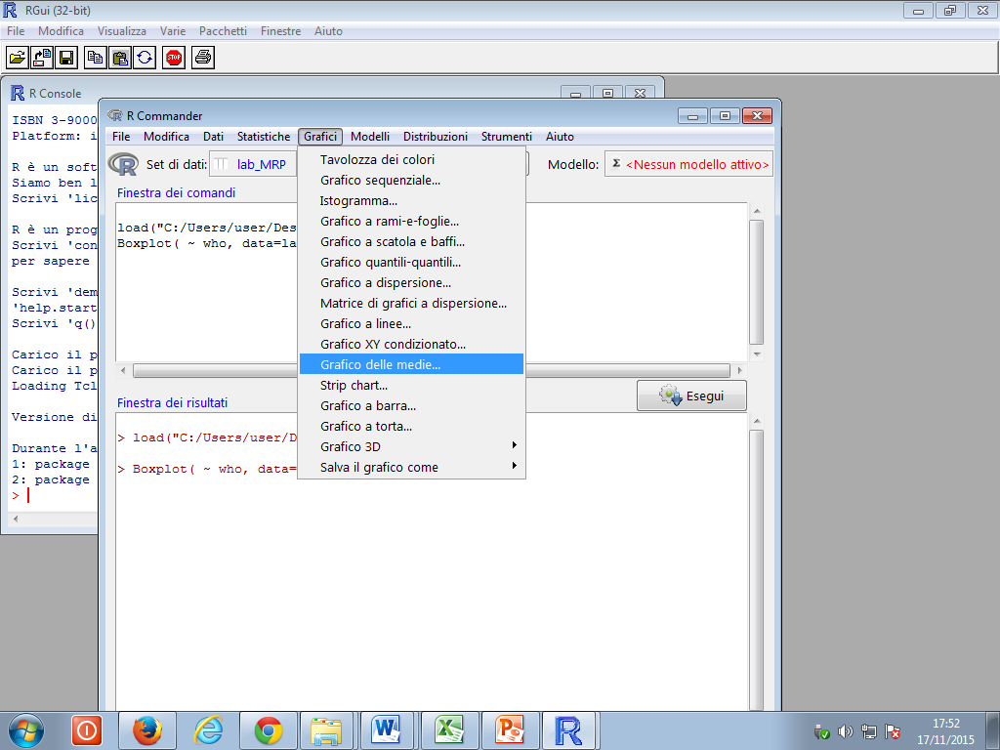 RGui (32-bit)
File Modifica Visualizza Varie Pacchetti Finestre Aiuto
STOP
R Console
ISBN 3-9000
Platform: i
R è un soft
Siamo ben l
Scrivi 'lic
R è un prog
Scrivi 'con
per sapere
Scrivi 'dem
'help.start
Scrivi 'q()
Carico il p
Carico il p
Loading Tcl
Versione di
Durante l'a
1: package
2: package
>
R Commander
File Modifica Dati Statistiche Grafici Modelli Distribuzioni Strumenti Aiuto
Set di dati: lab_MRP Modello: Σ <Nessun modello attivo>
Finestra dei comandi
load("C:/Users/user/Des
Boxplot( ~ who, data=la
Tavolozza dei colori
Grafico sequenziale...
Istogramma...
Grafico a rami-e-foglie...
Grafico a scatola e baffi...
Grafico quantili-quantili...
Grafico a dispersione...
Matrice di grafici a dispersione...
Grafico a linee...
Grafico XY condizionato...
Grafico delle medie...
Strip chart...
Grafico a barra...
Grafico a torta...
Grafico 3D
Salva il grafico come
Esegui
Finestra dei risultati
> load("C:/Users/user/D
> Boxplot( ~ who, data=
17:52
17/11/2015